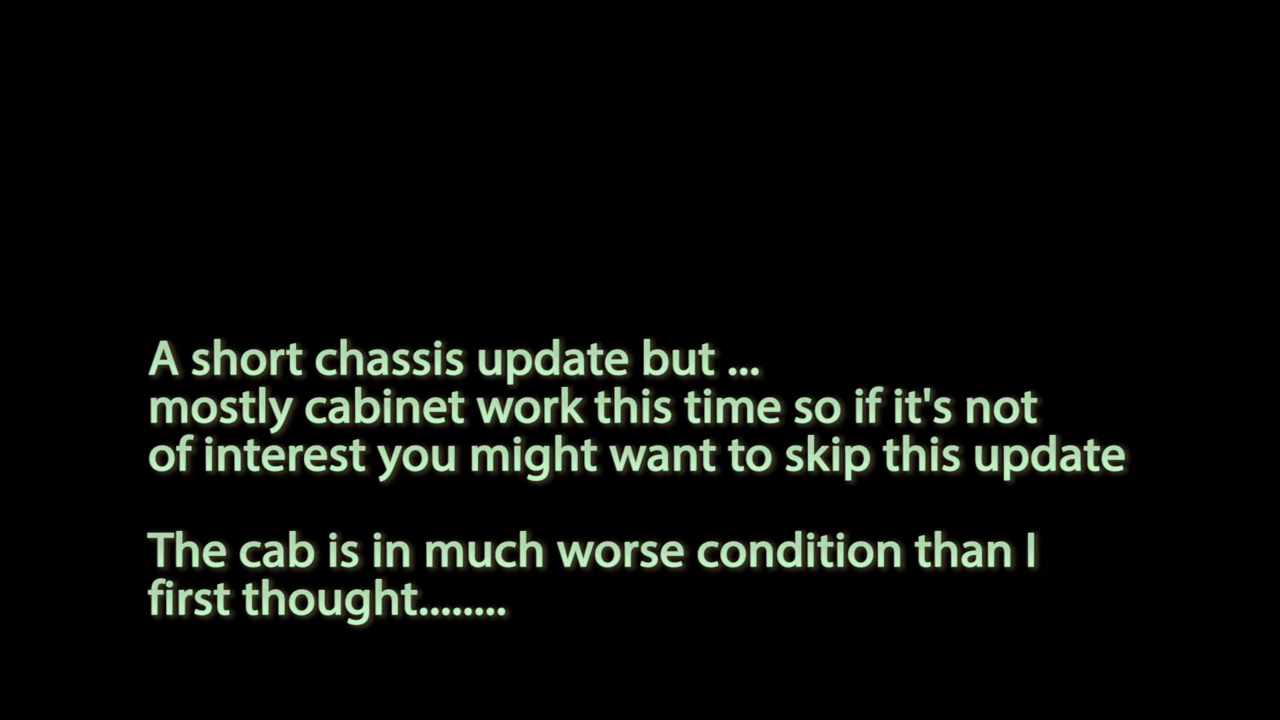 A short chassis update but ...
mostly cabinet work this time so if it's not
of interest you might want to skip this update
The cab is in much worse condition than I
first thought........